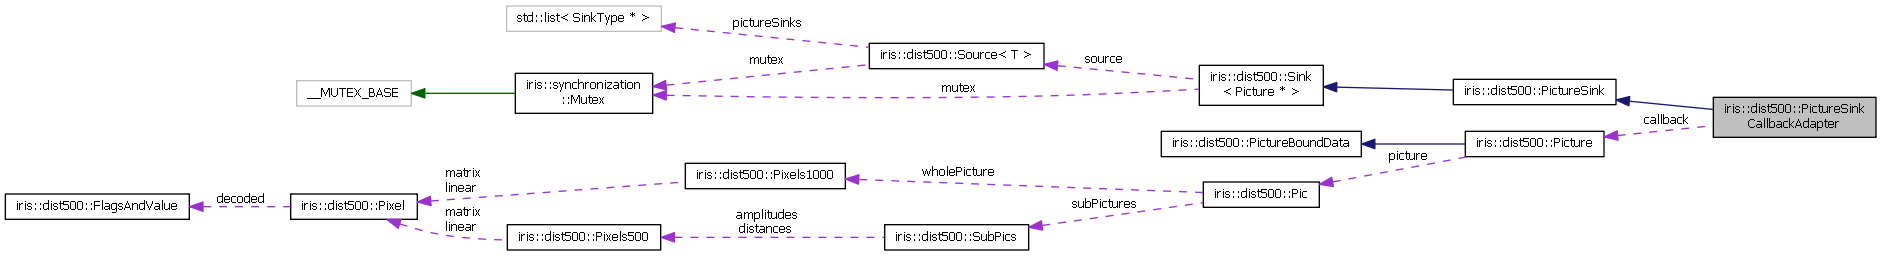 std::list< SinkType * >
pictureSinks
iris::dist500::Source< T >
mutex
source
iris::synchronization
::Mutex
__MUTEX_BASE
mutex
iris::dist500::Sink
< Picture * >
iris::dist500::PictureSink
iris::dist500::PictureSink
CallbackAdapter
callback
iris::dist500::PictureBoundData
iris::dist500::Picture
picture
iris::dist500::Pixels1000
wholePicture
matrix
linear
iris::dist500::Pic
subPictures
iris::dist500::FlagsAndValue
decoded
iris::dist500::Pixel
matrix
linear
iris::dist500::Pixels500
amplitudes
distances
iris::dist500::SubPics